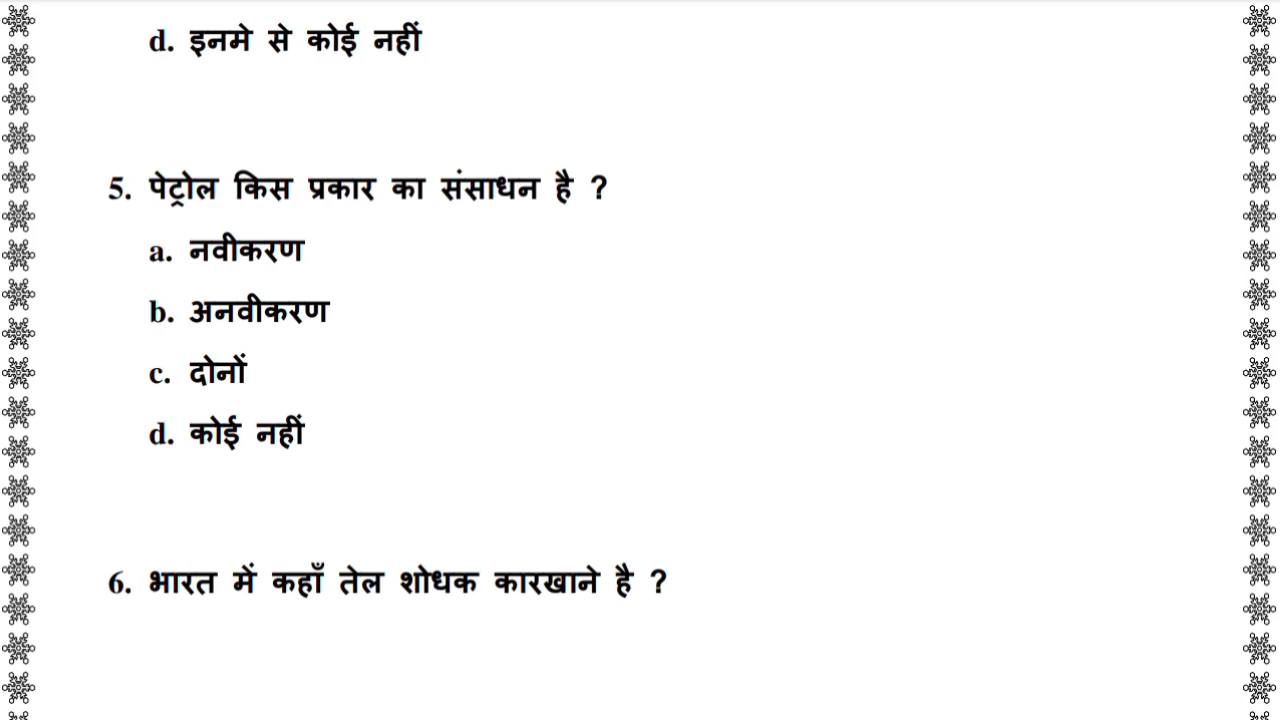 d. इनमे से कोई नहीं
5. पेट्रोल किस प्रकार का संसाधन है ?
a. नवीकरण
b. अनवीकरण
c. दोनों
d. कोई नहीं
6. भारत में कहाँ तेल शोधक कारखाने है ?